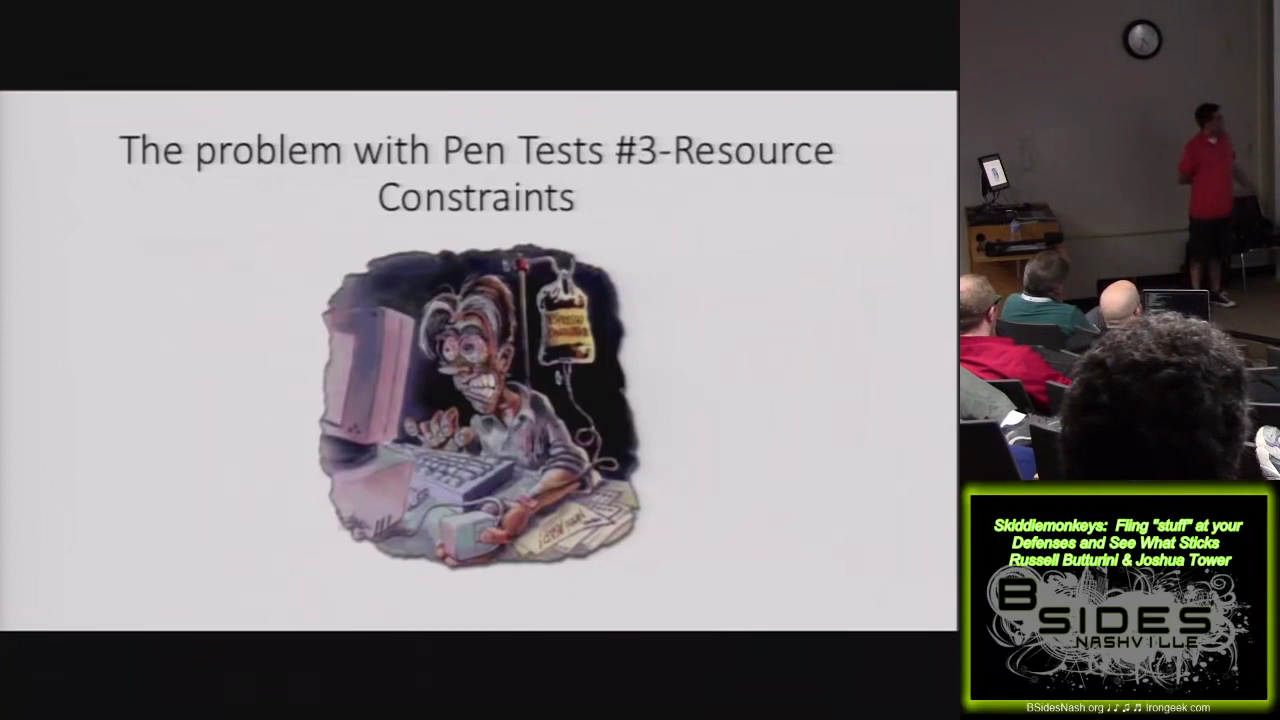 The problem with Pen Tests #3-Resource
Constraints
Skiddiemonkeys: Fling "stuff" at your
Defenses and See What Sticks
Russell Butturini & Joshua Tower
BSIDES
NASHVILLE
BSidesNash.org ♩ ♪ ♫ ♬ Irongeek.com